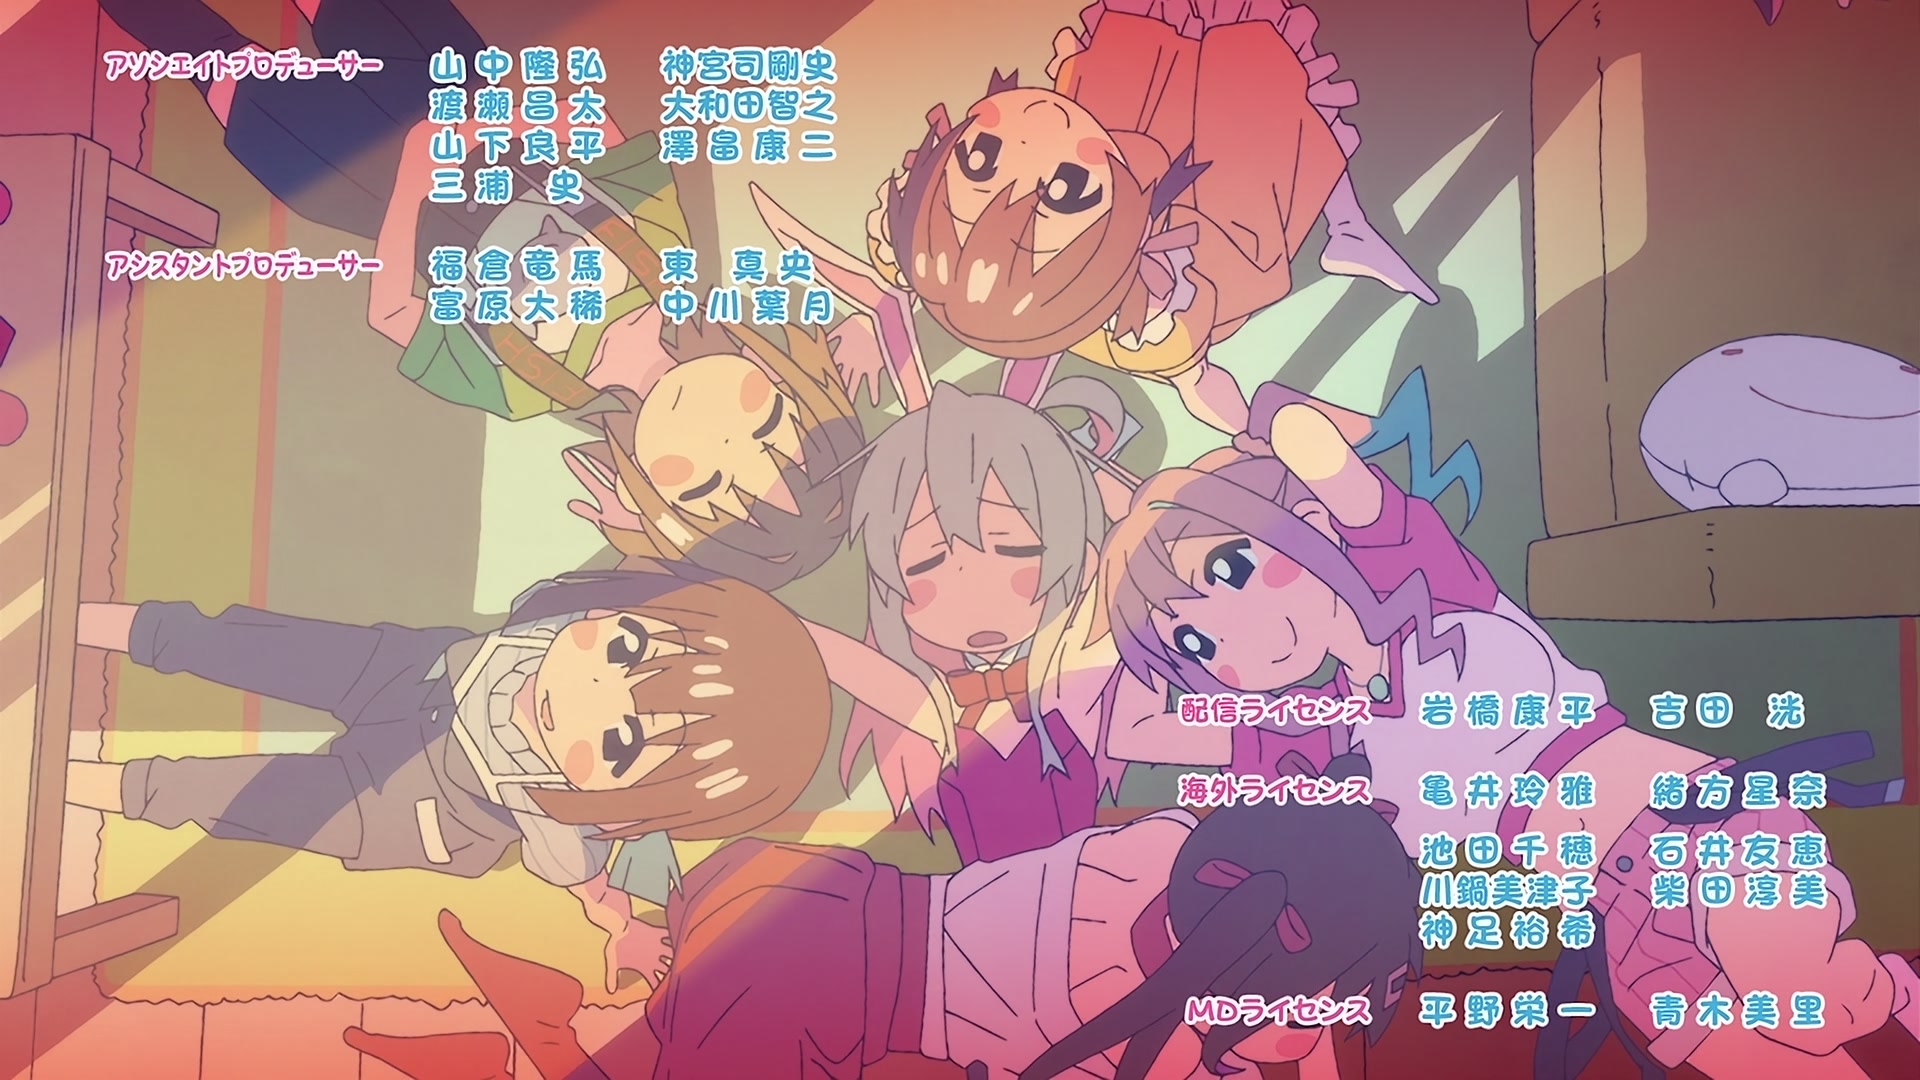 アソシエイトプロデューサー 山中隆弘 神宮司剛史
渡瀬昌太 大和田智之
山下良平 澤畠康二
三浦 史
アシスタントプロデューサー 福倉竜馬 東 真央
富原大稀 中川葉月
FISH
FISH
配信ライセンス 岩橋康平 吉田 洸
海外ライセンス 亀井玲雅 緒方星奈
池田千穂 石井友恵
川鍋美津子 柴田淳美
神足裕希
MDライセンス 平野栄一 青木美里